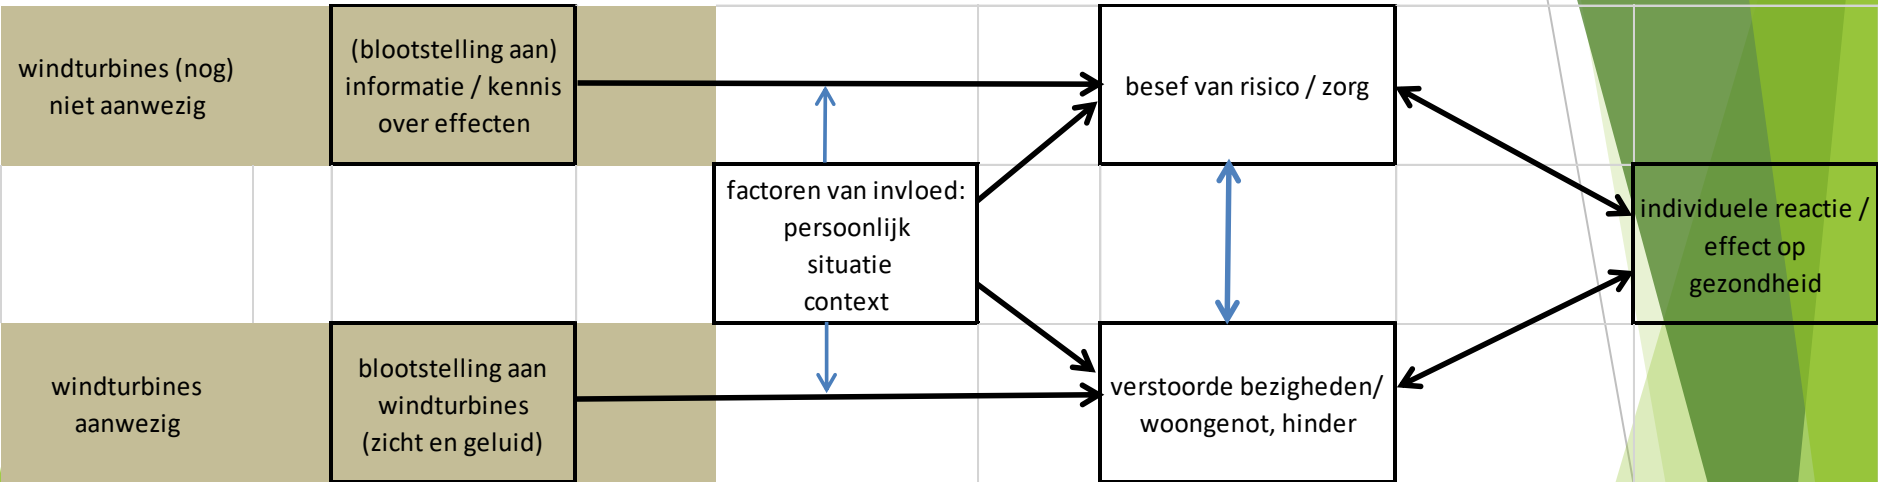 windturbines (nog)
niet aanwezig
(blootstelling aan)
informatie / kennis
over effecten
besef van risico / zorg
factoren van invloed:
persoonlijk
situatie
context
individuele reactie /
effect op
gezondheid
windturbines
aanwezig
blootstelling aan
windturbines
(zicht en geluid)
verstoorde bezigheden/
woongenot, hinder